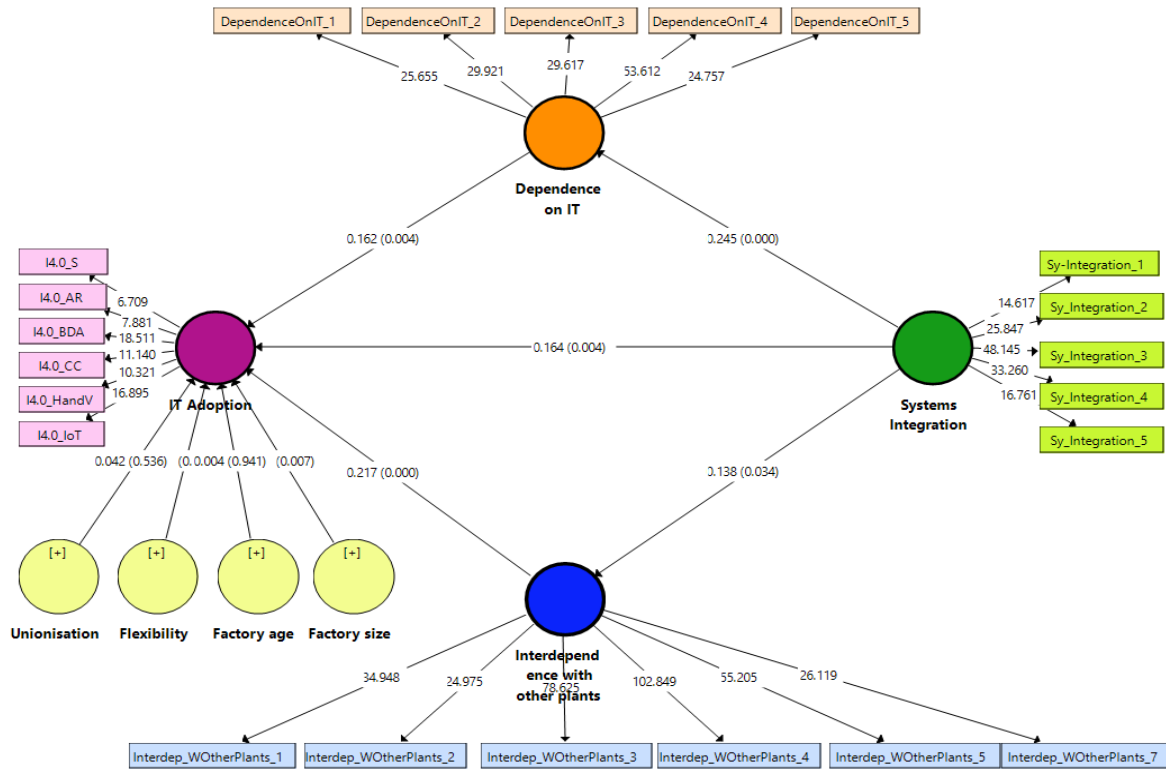 DependenceOnIT_1 DependenceOnIT_2 DependenceOnIT_3 DependenceOnIT_4 DependenceOnIT_5
25.655 29.921 29.617 53.612 24.757
Dependence
on IT
0.162 (0.004) 0.245 (0.000)
I4.0_S
I4.0_AR
I4.0_BDA
I4.0_CC
I4.0_HandV
I4.0_IoT
6.709
7.881
18.511
11.140
10.321
16.895
IT Adoption
0.164 (0.004)
Systems
Integration
14.617
25.847
48.145
33.260
16.761
Sy-Integration_1
Sy_Integration_2
Sy_Integration_3
Sy_Integration_4
Sy_Integration_5
0.042 (0.536) (0. 0.004 (0.941) (0.007)
0.217 (0.000) 0.138 (0.034)
[+] [+] [+] [+]
Unionisation Flexibility Factory age Factory size
Interdepend
ence with
other plants
34.948 24.975 78.625 102.849 55.205 26.119
Interdep_WOtherPlants_1 Interdep_WOtherPlants_2 Interdep_WOtherPlants_3 Interdep_WOtherPlants_4 Interdep_WOtherPlants_5 Interdep_WOtherPlants_7